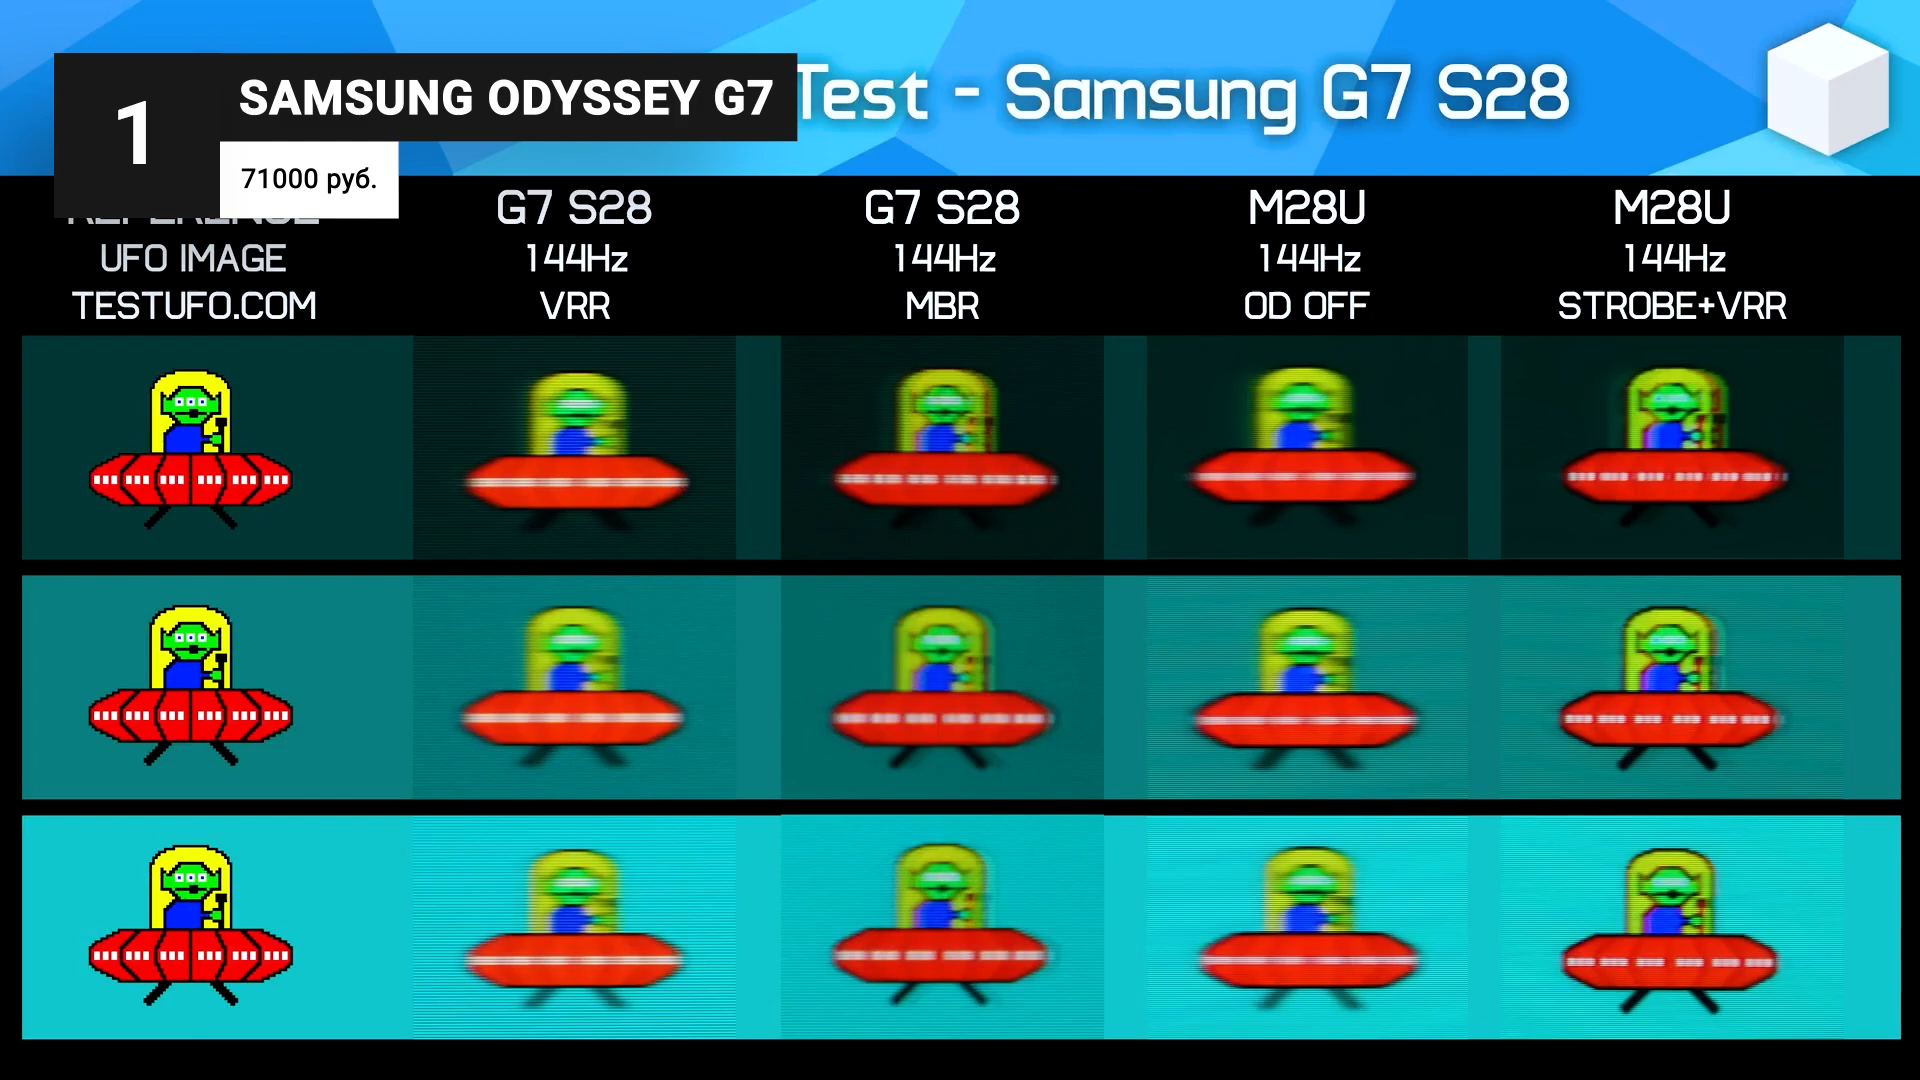 1
SAMSUNG ODYSSEY G7
71000 руб.
Test - Samsung G7 S28
UFO IMAGE
TESTUFO.COM
G7 S28
144Hz
VRR
G7 S28
144Hz
MBR
M28U
144Hz
OD OFF
M28U
144Hz
STROBE+VRR